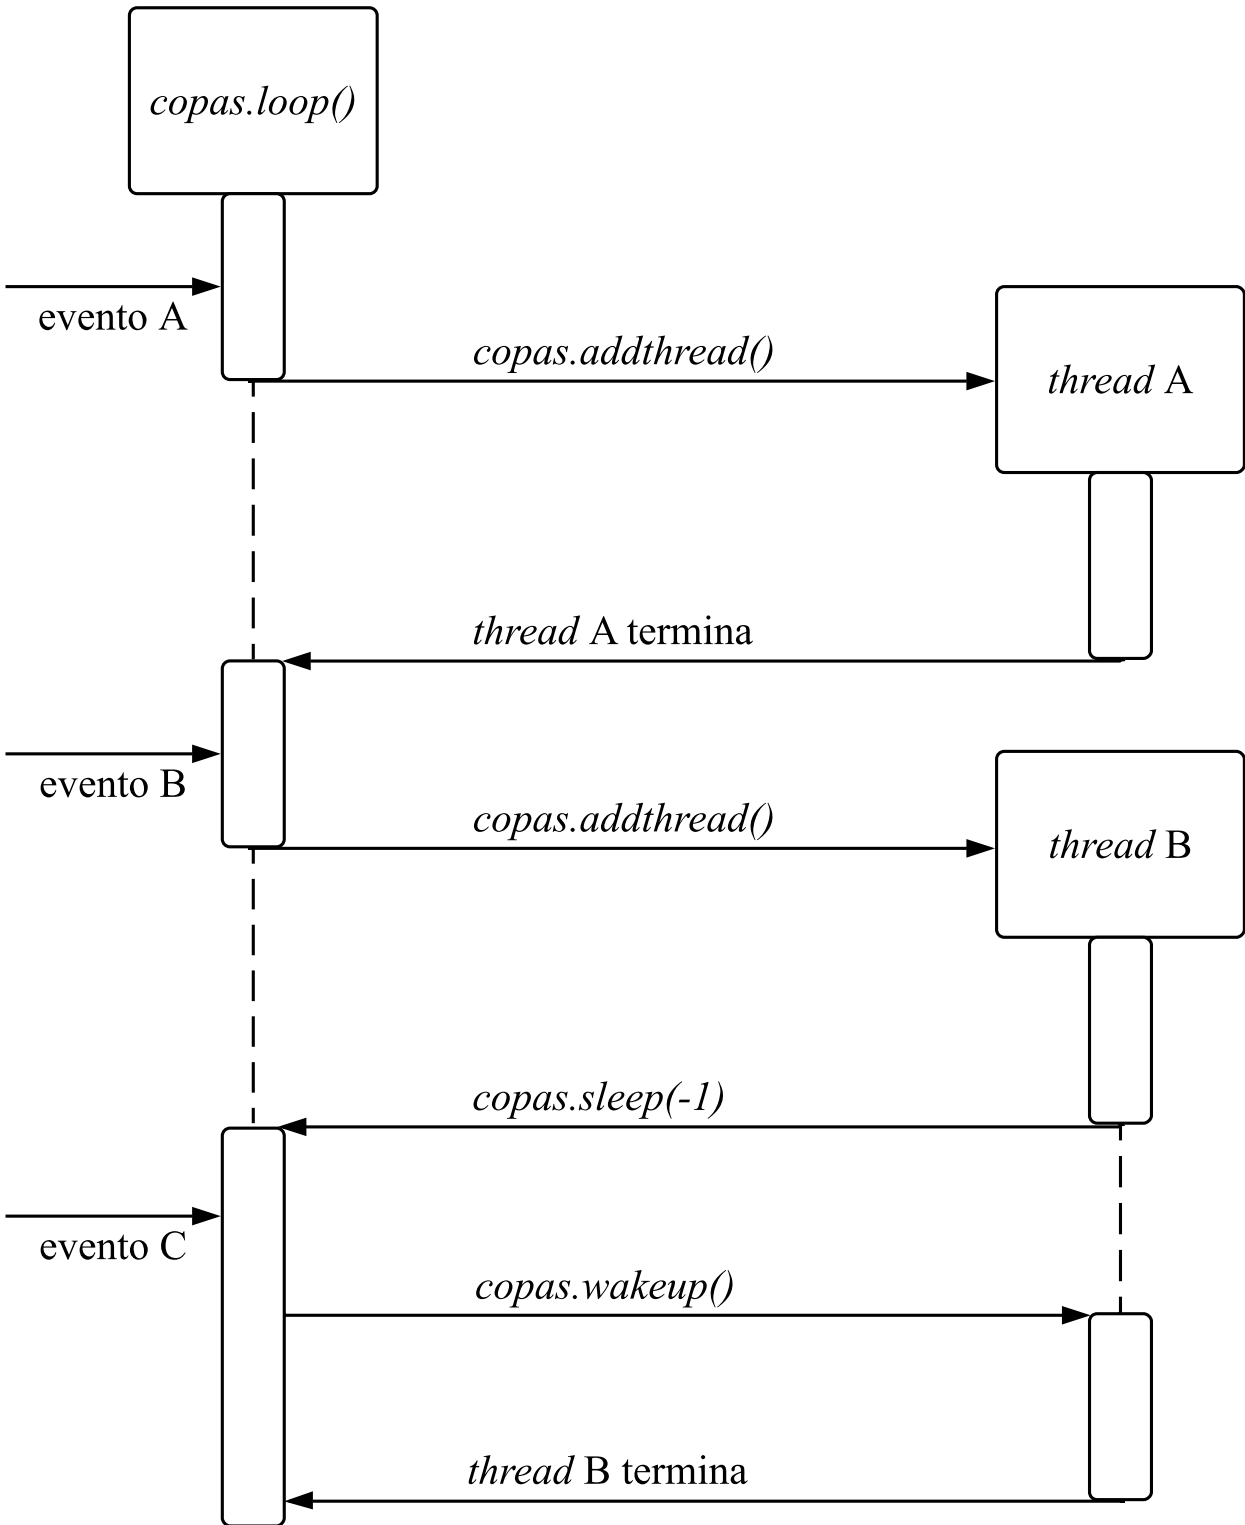 copas.loop()
evento A
copas.addthread()
thread A
thread A termina
evento B
copas.addthread()
thread B
copas.sleep(-1)
evento C
copas.wakeup()
thread B termina